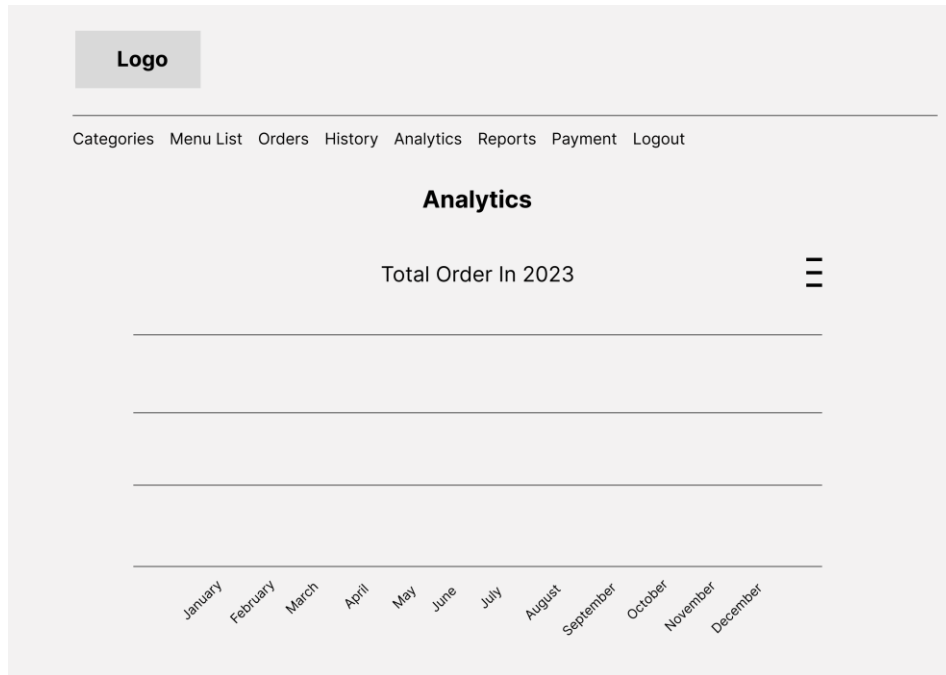 Logo
Categories Menu List Orders History Analytics Reports Payment Logout
Analytics
Total Order In 2023
January February March April May June July August September October November December